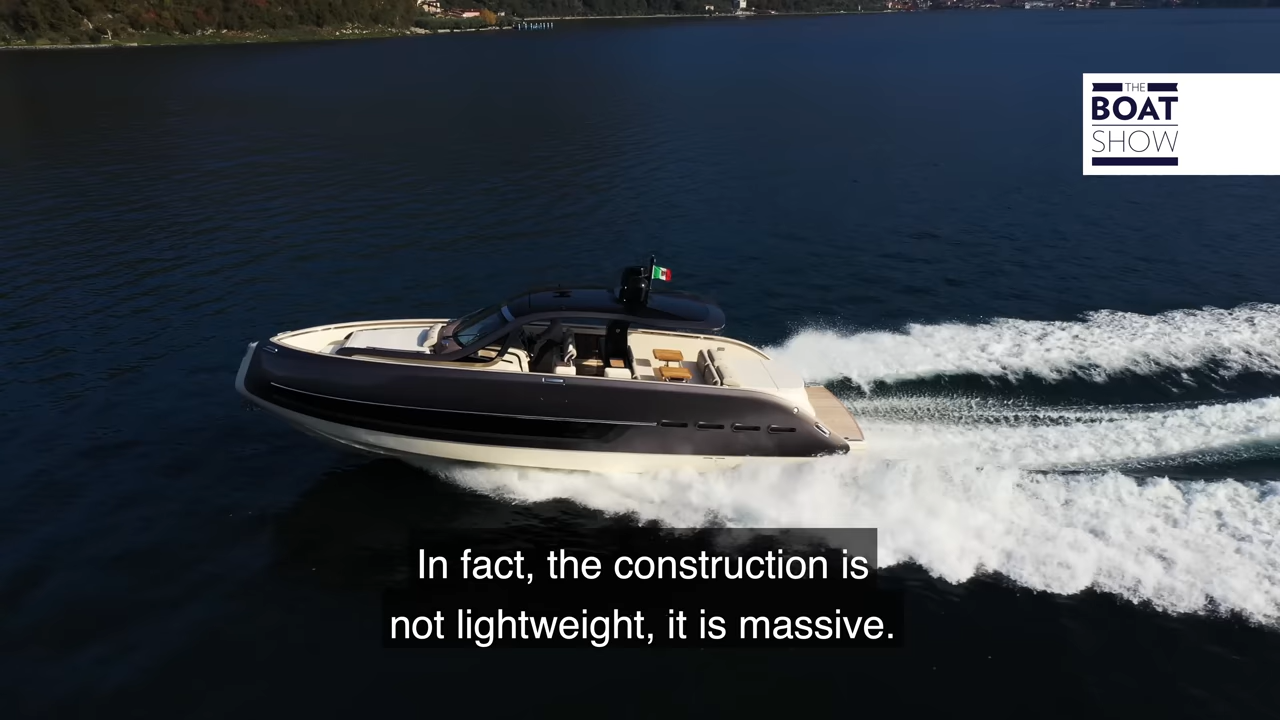 THE
BOAT
SHOW
In fact, the construction is
not lightweight, it is massive.